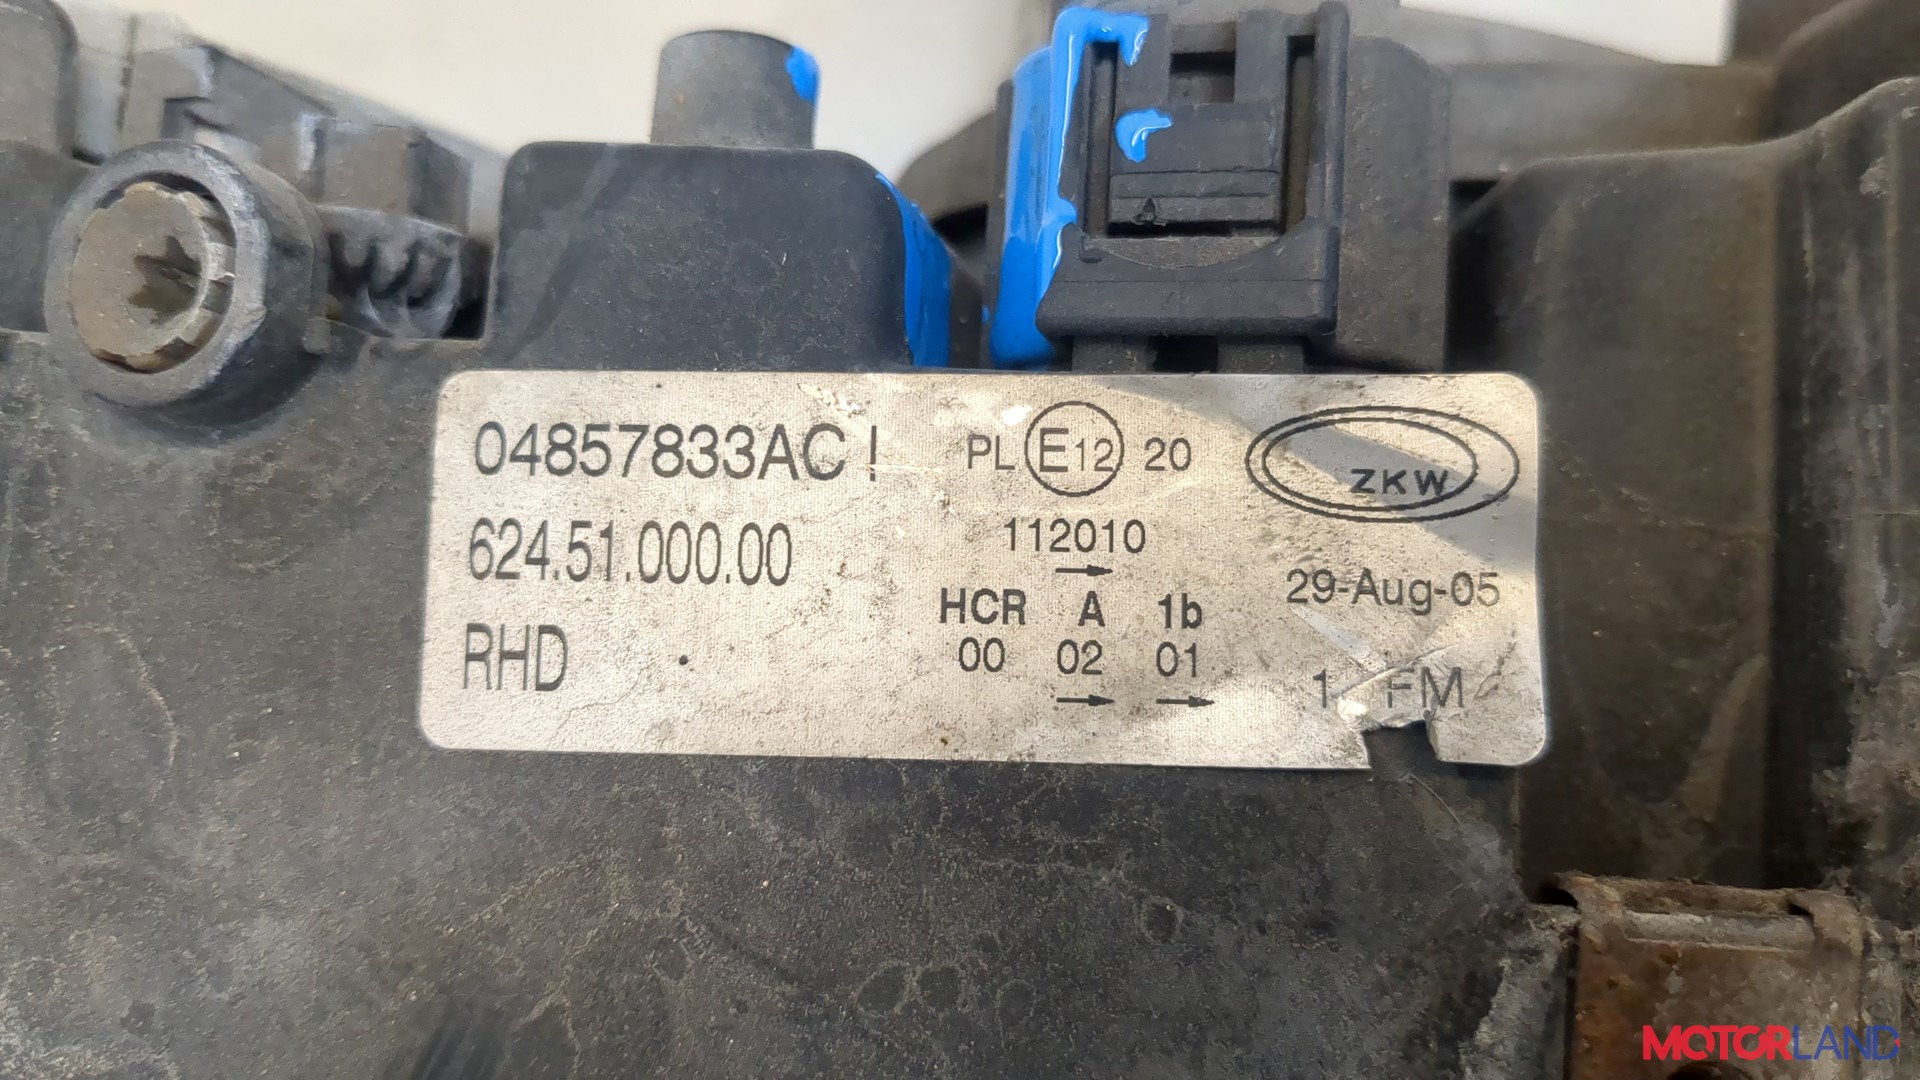 04857833AC I
624.51.000.00
RHD
PL E12 20
112010
HCR A 1b
00 02 01
ZKW
29-Aug-05
1 FM
MOTORLAND